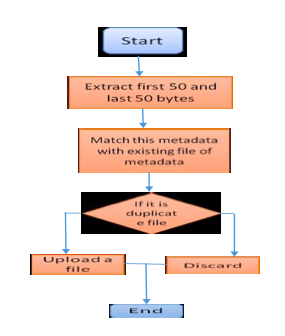 Start
Extract first 50 and
last 50 bytes
Match this metadata
with existing file of
metadata
If it is
duplicat
e file
Upload a
file
Discard
End